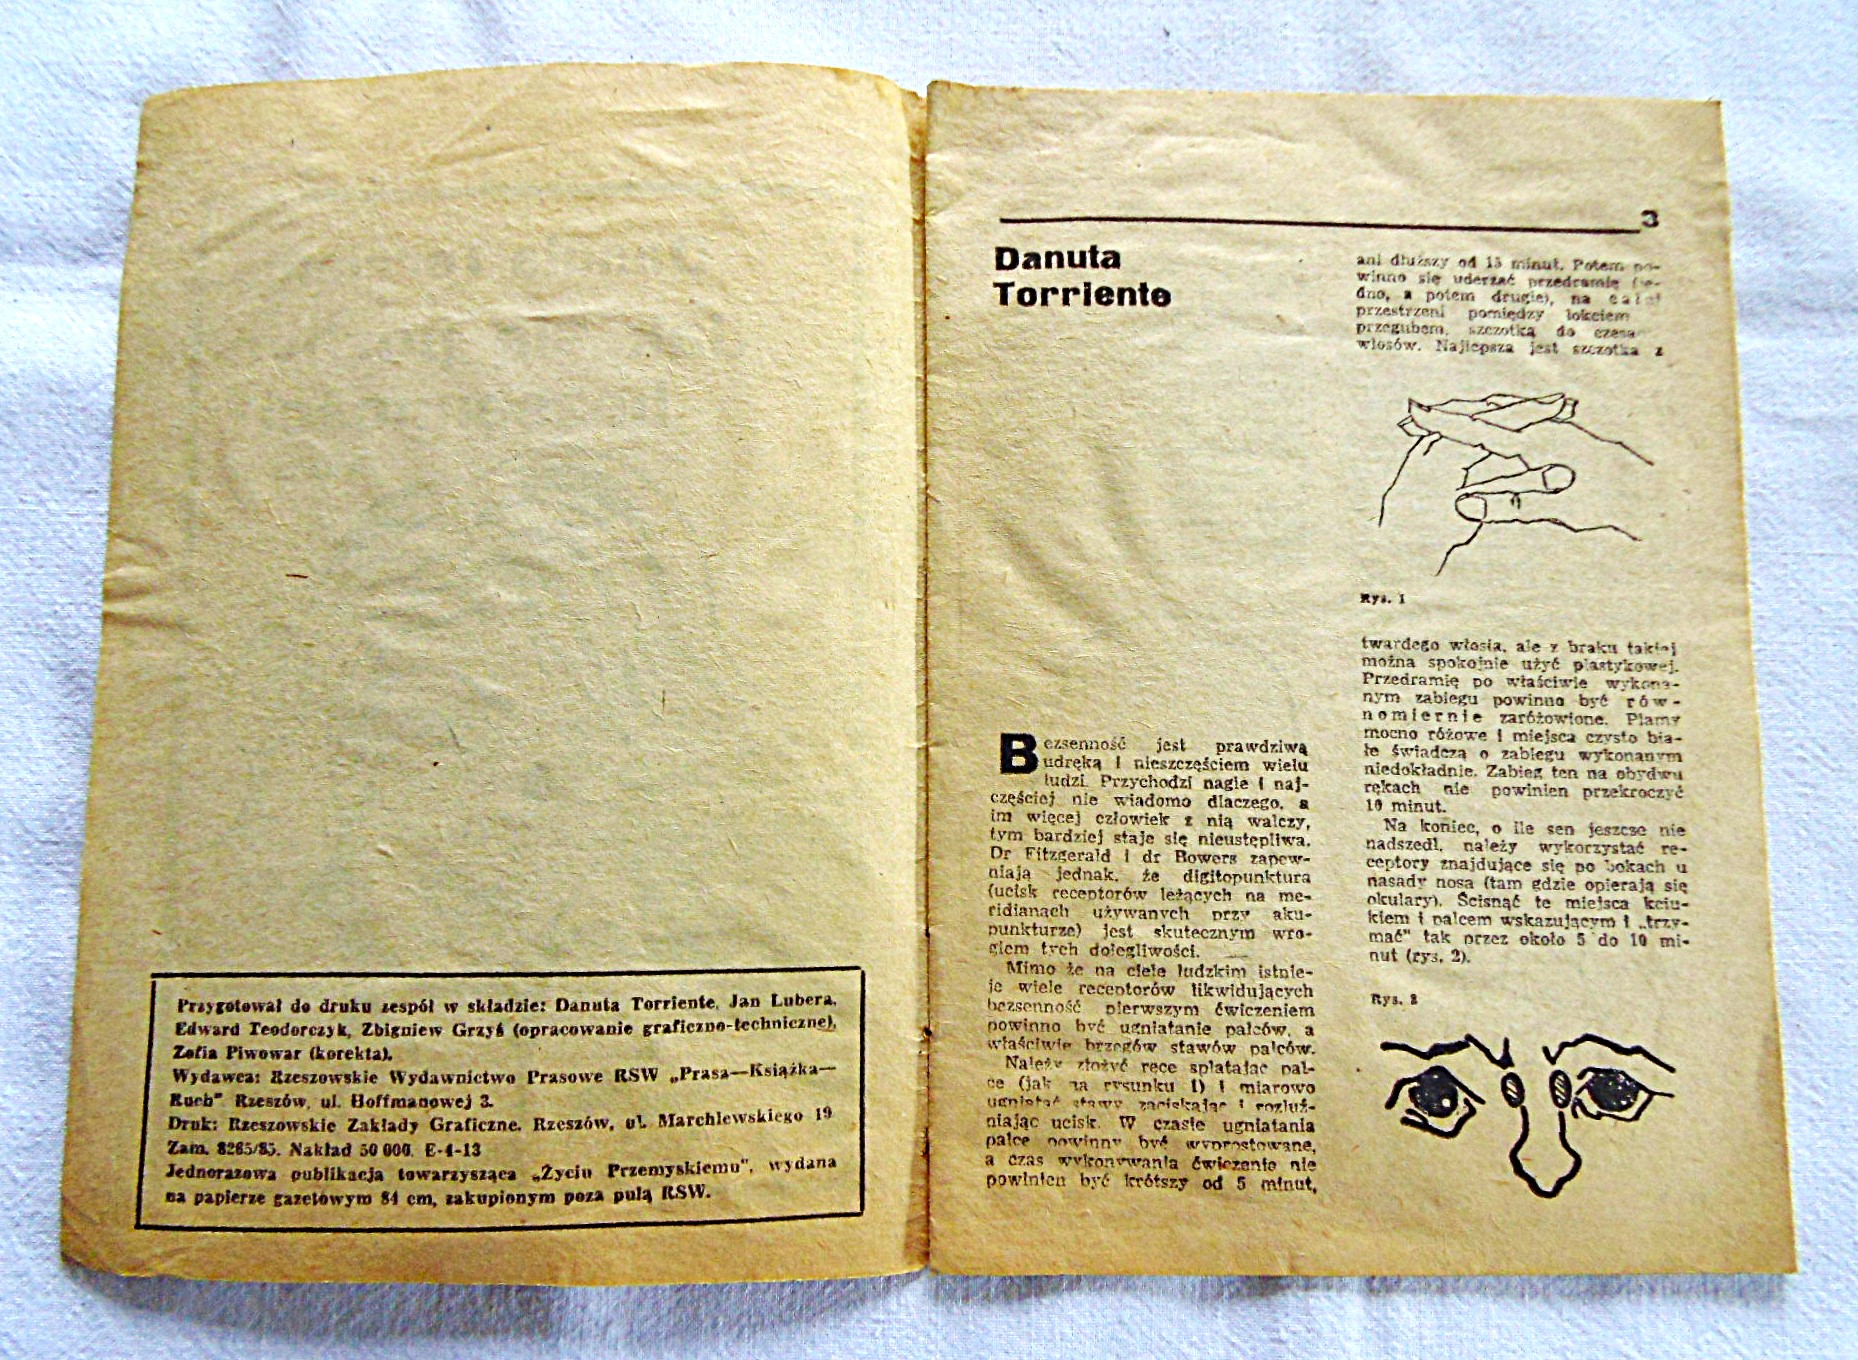 Przygotował do druku zespół w składzie: Danuta Torriente, Jan Lubera,
Edward Teodorczyk, Zbigniew Grzyś (opracowanie graficzno-techniczne),
Zofia Piwowar (korekta).
Wydawca: Rzeszowskie Wydawnictwo Prasowe RSW „Prasa—Książka—
Ruch" Rzeszów, ul. Hoffmanowej 3.
Druk: Rzeszowskie Zakłady Graficzne. Rzeszów, ul. Marchlewskiego 19
Zam. 8265/85. Nakład 50 000. E-4-13
Jednorazowa publikacja towarzysząca „Życiu Przemyskiemu", wydana
na papierze gazetowym 84 cm, zakupionym poza pulą RSW.
3
Danuta
Torriente
Bezsenność jest prawdziwą
udręką i nieszczęściem wielu
ludzi. Przychodzi nagle i naj-
częściej nie wiadomo dlaczego, a
im więcej człowiek z nią walczy,
tym bardziej staje się nieustępliwa.
Dr Fitzgerald i dr Bowers zapew-
niają jednak, że digitopunktura
(ucisk receptorów leżących na me-
ridianach używanych przy aku-
punkturze) jest skutecznym wro-
giem tych dolegliwości.
Mimo że na ciele ludzkim istnie-
je wiele receptorów likwidujących
bezsenność pierwszym ćwiczeniem
powinno być ugniatanie palców, a
właściwie brzegów stawów palców.
Należy złożyć ręce splatając pal-
ce (jak na rysunku 1) i miarowo
ugniatać stawy zaciskając i rozluź-
niając ucisk. W czasie ugniatania
palce powinny być wyprostowane,
a czas wykonywania ćwiczenia nie
powinien być krótszy od 5 minut,
ani dłuższy od 15 minut. Potem po-
winno się uderzać przedramię (je-
dno, a potem drugie), na całej
przestrzeni pomiędzy łokciem
przegubem, szczotką do czesa
włosów. Najlepsza jest szczotka z
Rys. 1
twardego włosia, ale z braku takiej
można spokojnie użyć plastykowej.
Przedramię po właściwie wykona-
nym zabiegu powinno być rów-
nomiernie zaróżowione. Plamy
mocno różowe i miejsca czysto bia-
łe świadczą o zabiegu wykonanym
niedokładnie. Zabieg ten na obydwu
rękach nie powinien przekroczyć
10 minut.
Na koniec, o ile sen jeszcze nie
nadszedł, należy wykorzystać re-
ceptory znajdujące się po bokach u
nasady nosa (tam gdzie opierają się
okulary). Ścisnąć te miejsca kciu-
kiem i palcem wskazującym i „trzy-
mać" tak przez około 5 do 10 mi-
nut (rys. 2).
Rys. 2